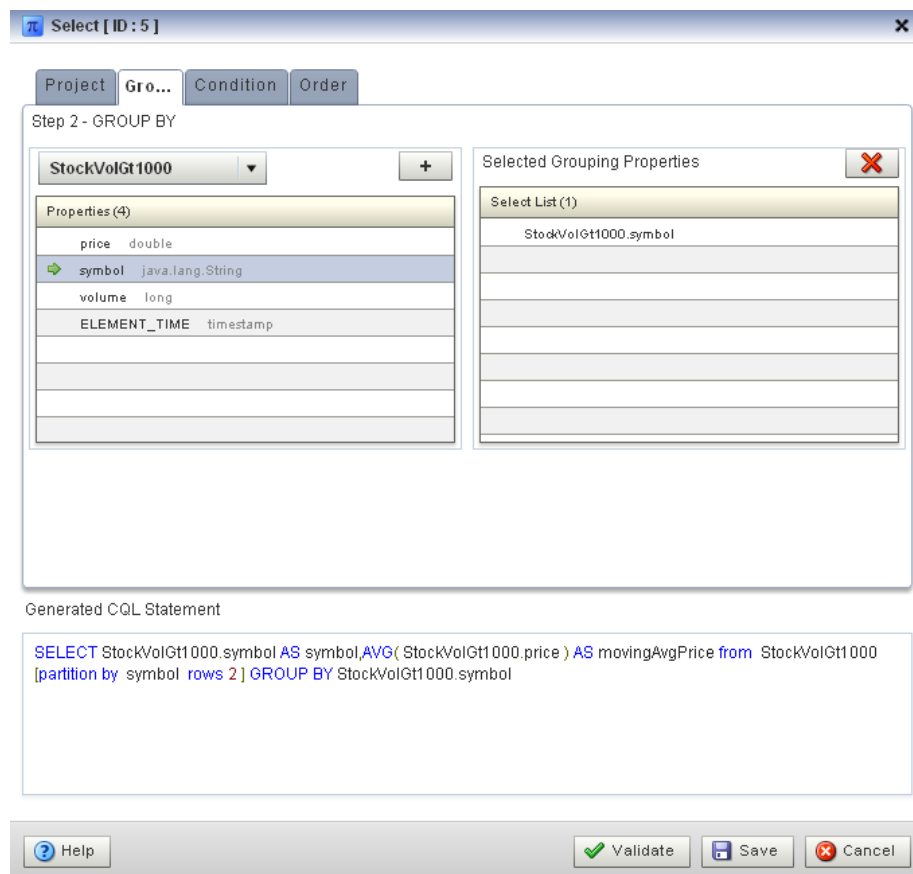 Select [ ID : 5 ]
Project Gro... Condition Order
Step 2 - GROUP BY
StockVolGt1000 +
Selected Grouping Properties
Properties (4)
Select List (1)
price double
StockVolGt1000.symbol
symbol java.lang.String
volume long
ELEMENT_TIME timestamp
Generated CQL Statement
SELECT StockVolGt1000.symbol AS symbol,AVG( StockVolGt1000.price ) AS movingAvgPrice from StockVolGt1000
[partition by symbol rows 2 ] GROUP BY StockVolGt1000.symbol
Help Validate Save Cancel